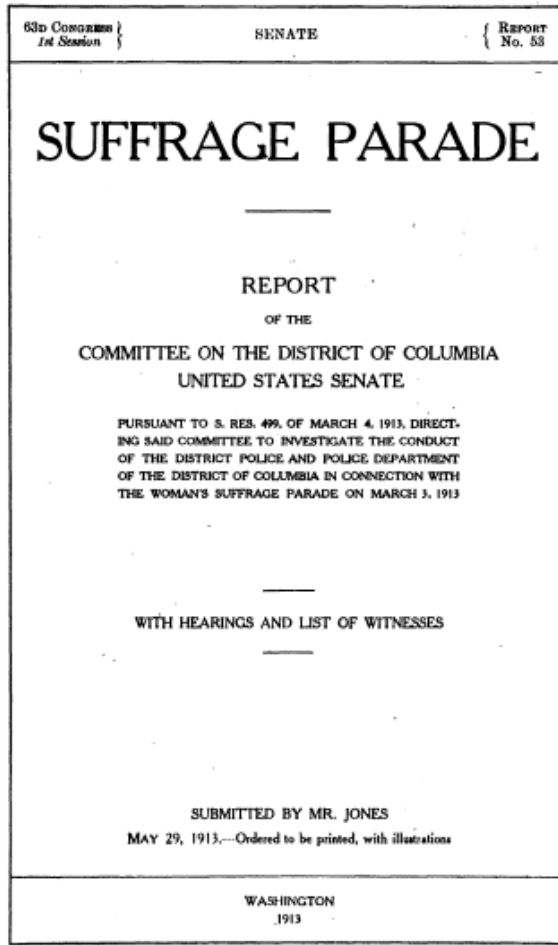 63D CONGRESS
1st Session
SENATE
REPORT
No. 53
SUFFRAGE PARADE
REPORT
OF THE
COMMITTEE ON THE DISTRICT OF COLUMBIA
UNITED STATES SENATE
PURSUANT TO S. RES. 499, OF MARCH 4, 1913, DIRECT-
ING SAID COMMITTEE TO INVESTIGATE THE CONDUCT
OF THE DISTRICT POLICE AND POLICE DEPARTMENT
OF THE DISTRICT OF COLUMBIA IN CONNECTION WITH
THE WOMAN'S SUFFRAGE PARADE ON MARCH 3, 1913
WITH HEARINGS AND LIST OF WITNESSES
SUBMITTED BY MR. JONES
MAY 29, 1913.—Ordered to be printed, with illustrations
WASHINGTON
1913